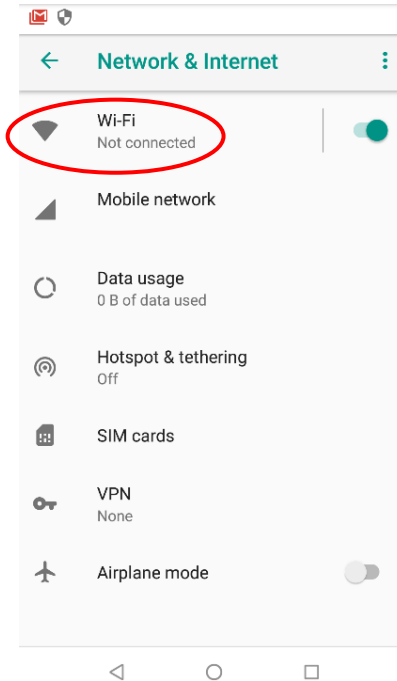 Network & Internet
Wi-Fi
Not connected
Mobile network
Data usage
0 B of data used
Hotspot & tethering
Off
SIM cards
VPN
None
Airplane mode